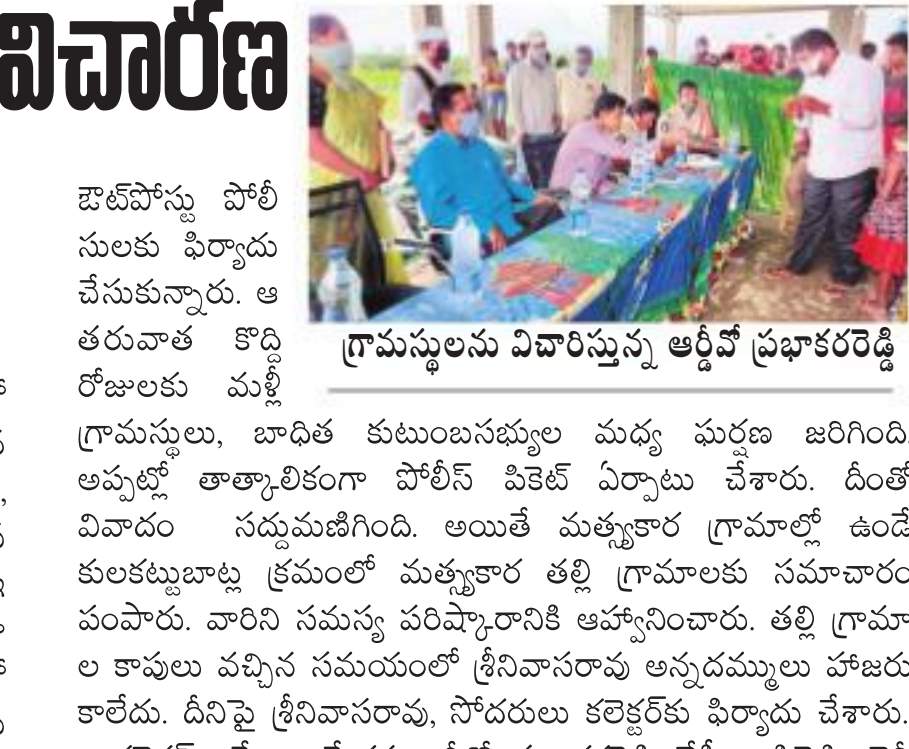 విచారణ
ఔట్‌పోస్టు పోలీ
సులకు ఫిర్యాదు
చేసుకున్నారు. ఆ
తరువాత కొద్ది
రోజులకు మళ్లీ
గ్రామస్థులను విచారిస్తున్న ఆర్డీవో ప్రభాకరరెడ్డి
గ్రామస్థులు, బాధిత కుటుంబసభ్యుల మధ్య ఘర్షణ జరిగింది.
అప్పట్లో తాత్కాలికంగా పోలీస్ పికెట్ ఏర్పాటు చేశారు. దీంతో
వివాదం సద్దుమణిగింది. అయితే మత్స్యకార గ్రామాల్లో ఉండే
కులకట్టుబాట్ల క్రమంలో మత్స్యకార తల్లి గ్రామాలకు సమాచారం
పంపారు. వారిని సమస్య పరిష్కారానికి ఆహ్వానించారు. తల్లి గ్రామా
ల కాపులు వచ్చిన సమయంలో శ్రీనివాసరావు అన్నదమ్ములు హాజరు
కాలేదు. దీనిపై శ్రీనివాసరావు, సోదరులు కలెక్టర్‌కు ఫిర్యాదు చేశారు.